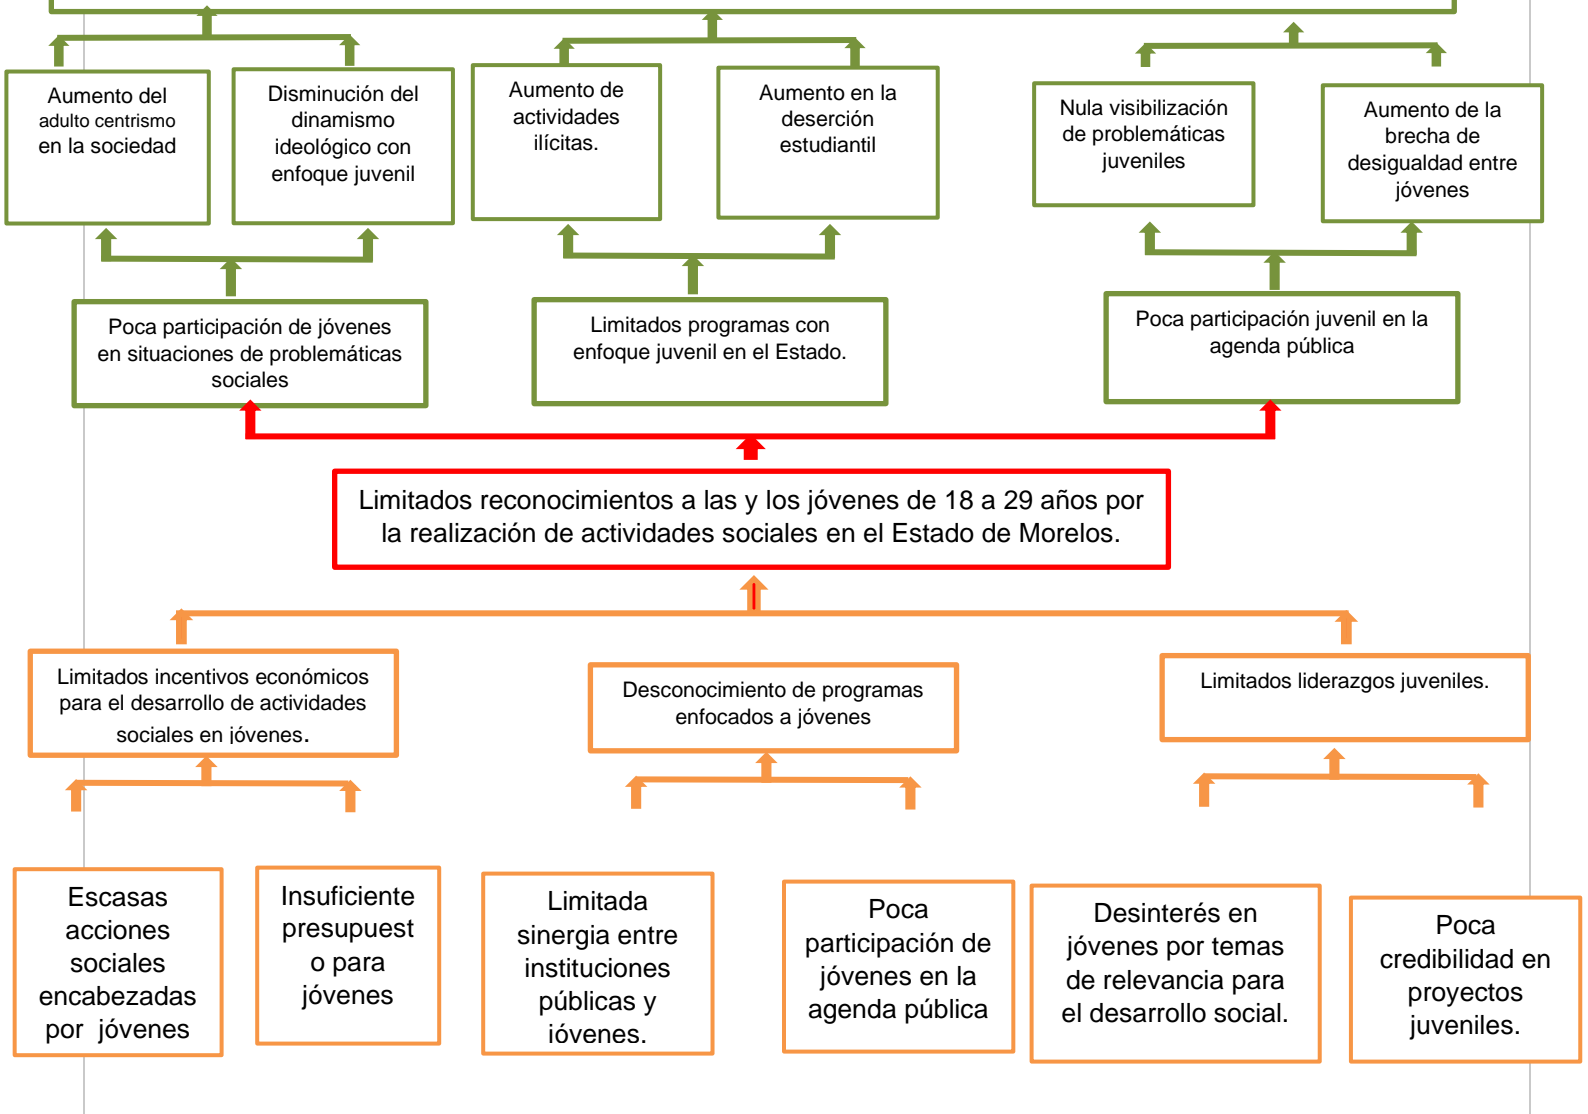 Aumento del
adulto centrismo
en la sociedad
Disminución del
dinamismo
ideológico con
enfoque juvenil
Aumento de
actividades
ilícitas.
Aumento en la
deserción
estudiantil
Nula visibilización
de problemáticas
juveniles
Aumento de la
brecha de
desigualdad entre
jóvenes
Poca participación de jóvenes
en situaciones de problemáticas
sociales
Limitados programas con
enfoque juvenil en el Estado.
Poca participación juvenil en la
agenda pública
Limitados reconocimientos a las y los jóvenes de 18 a 29 años por
la realización de actividades sociales en el Estado de Morelos.
Limitados incentivos económicos
para el desarrollo de actividades
sociales en jóvenes.
Desconocimiento de programas
enfocados a jóvenes
Limitados liderazgos juveniles.
Escasas
acciones
sociales
encabezadas
por jóvenes
Insuficiente
presupuest
o para
jóvenes
Limitada
sinergia entre
instituciones
públicas y
jóvenes.
Poca
participación de
jóvenes en la
agenda pública
Desinterés en
jóvenes por temas
de relevancia para
el desarrollo social.
Poca
credibilidad en
proyectos
juveniles.